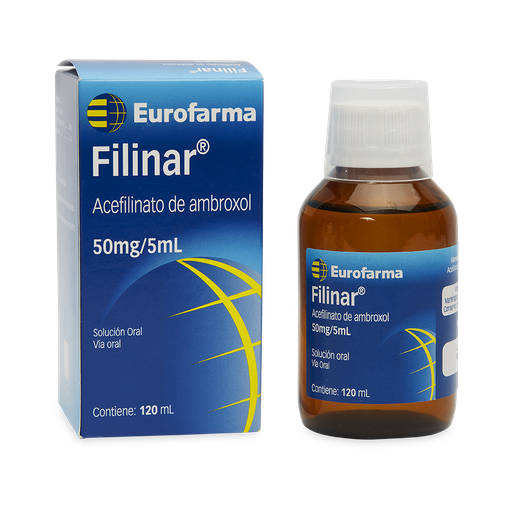 Filinar®
Eurofarma
Filinar®
Acefilinato de ambroxol
50mg/5mL
Solución Oral
Vía oral
Contiene: 120 mL
Eurofarma
Filinar®
Acefilinato de ambroxol
50mg/5mL
Solución oral
Vía Oral
Contiene: 120 mL